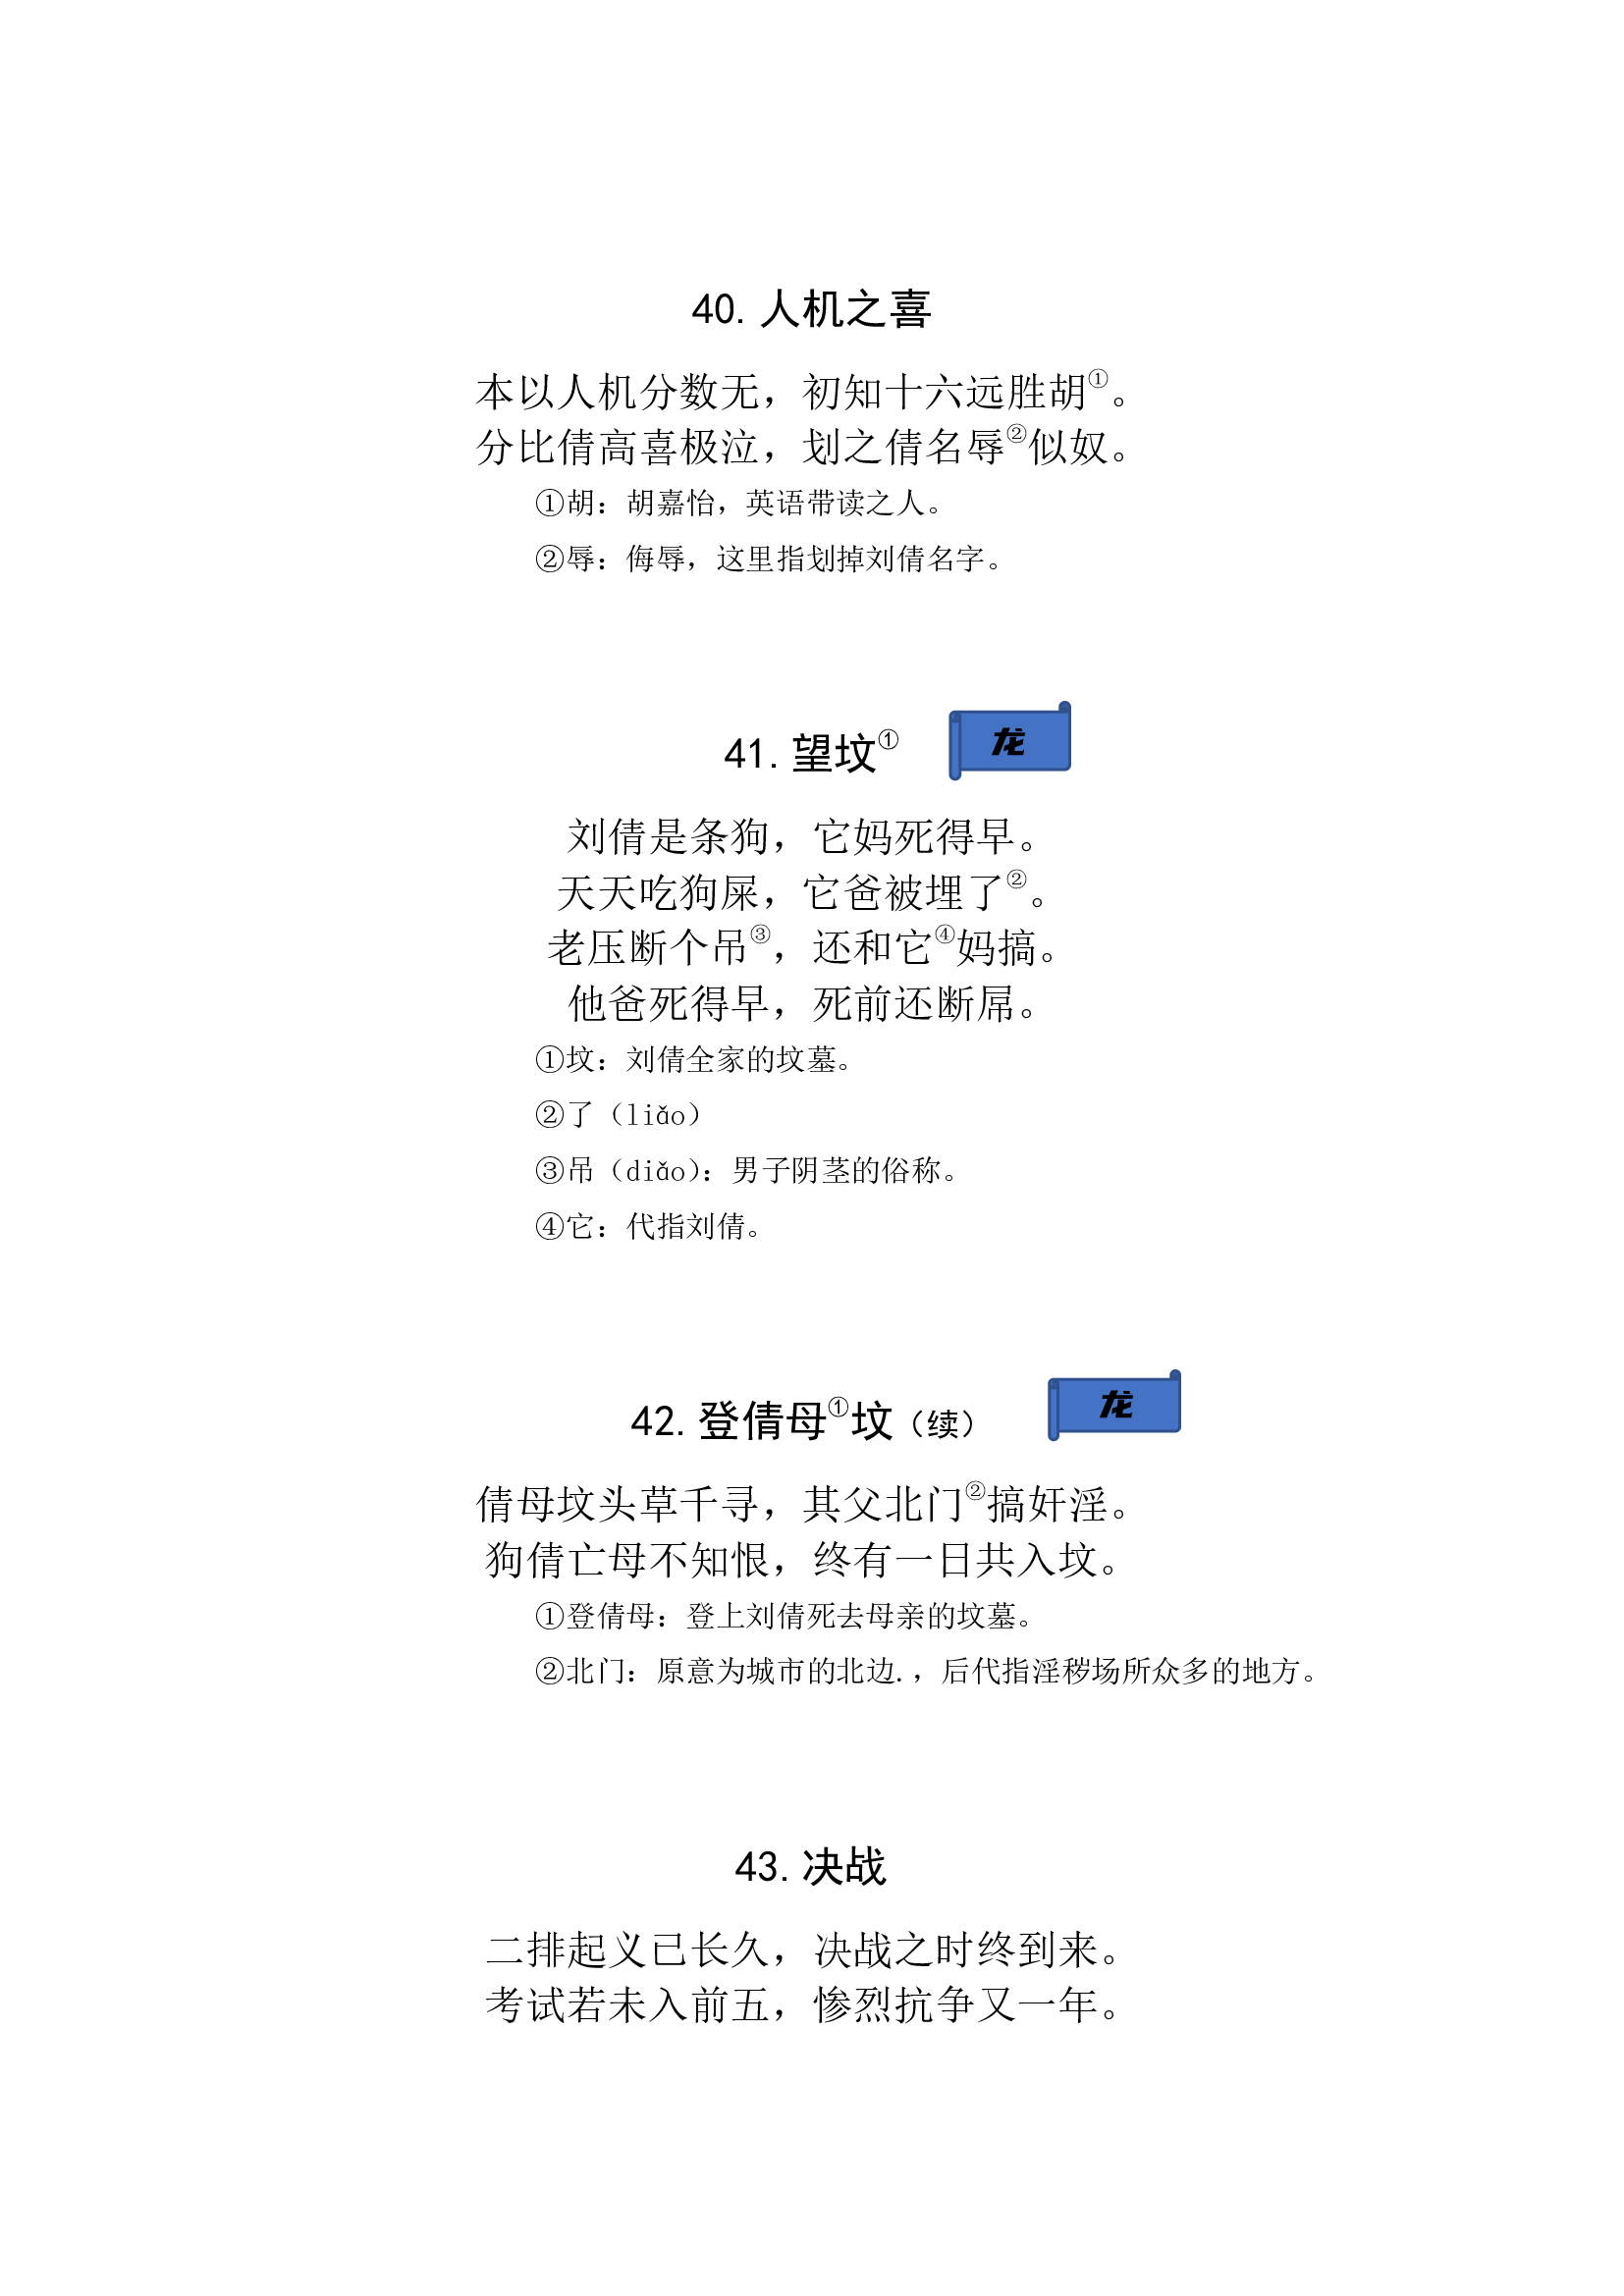 40.人机之喜
本以人机分数无，初知十六远胜胡①。
分比倩高喜极泣，划之倩名辱②似奴。
①胡：胡嘉怡，英语带读之人。
②辱：侮辱，这里指划掉刘倩名字。
41.望坟①
龙
刘倩是条狗，它妈死得早。
天天吃狗屎，它爸被埋了②。
老压断个吊③，还和它④妈搞。
他爸死得早，死前还断屌。
①坟：刘倩全家的坟墓。
②了（liǎo）
③吊（diǎo）：男子阴茎的俗称。
④它：代指刘倩。
42.登倩母①坟（续）
龙
倩母坟头草千寻，其父北门②搞奸淫。
狗倩亡母不知恨，终有一日共入坟。
①登倩母：登上刘倩死去母亲的坟墓。
②北门：原意为城市的北边.，后代指淫秽场所众多的地方。
43.决战
二排起义已长久，决战之时终到来。
考试若未入前五，惨烈抗争又一年。